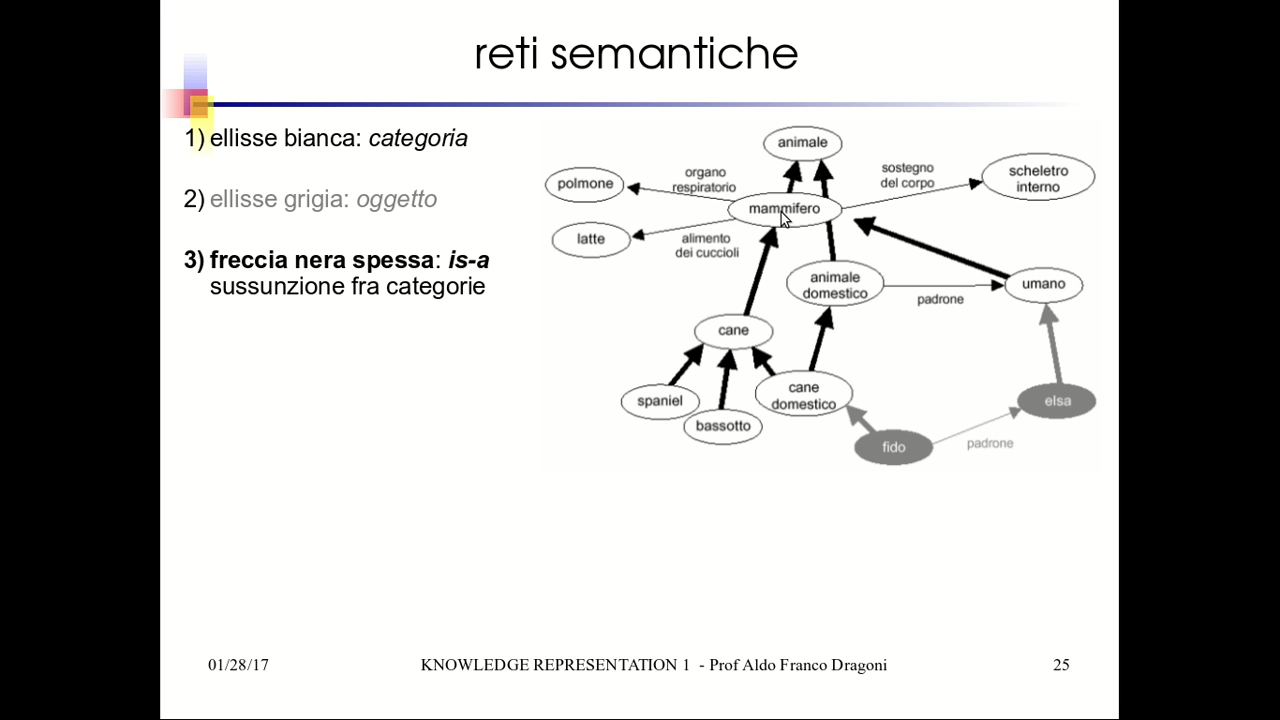 reti semantiche
1) ellisse bianca: categoria
2) ellisse grigia: oggetto
3) freccia nera spessa: is-a
sussunzione fra categorie
animale
organo
respiratorio
sostegno
del corpo
scheletro
interno
polmone
mammifero
latte
alimento
dei cuccioli
animale
domestico
padrone
umano
cane
spaniel
bassotto
cane
domestico
elsa
fido
padrone
01/28/17
KNOWLEDGE REPRESENTATION 1 - Prof Aldo Franco Dragoni
25